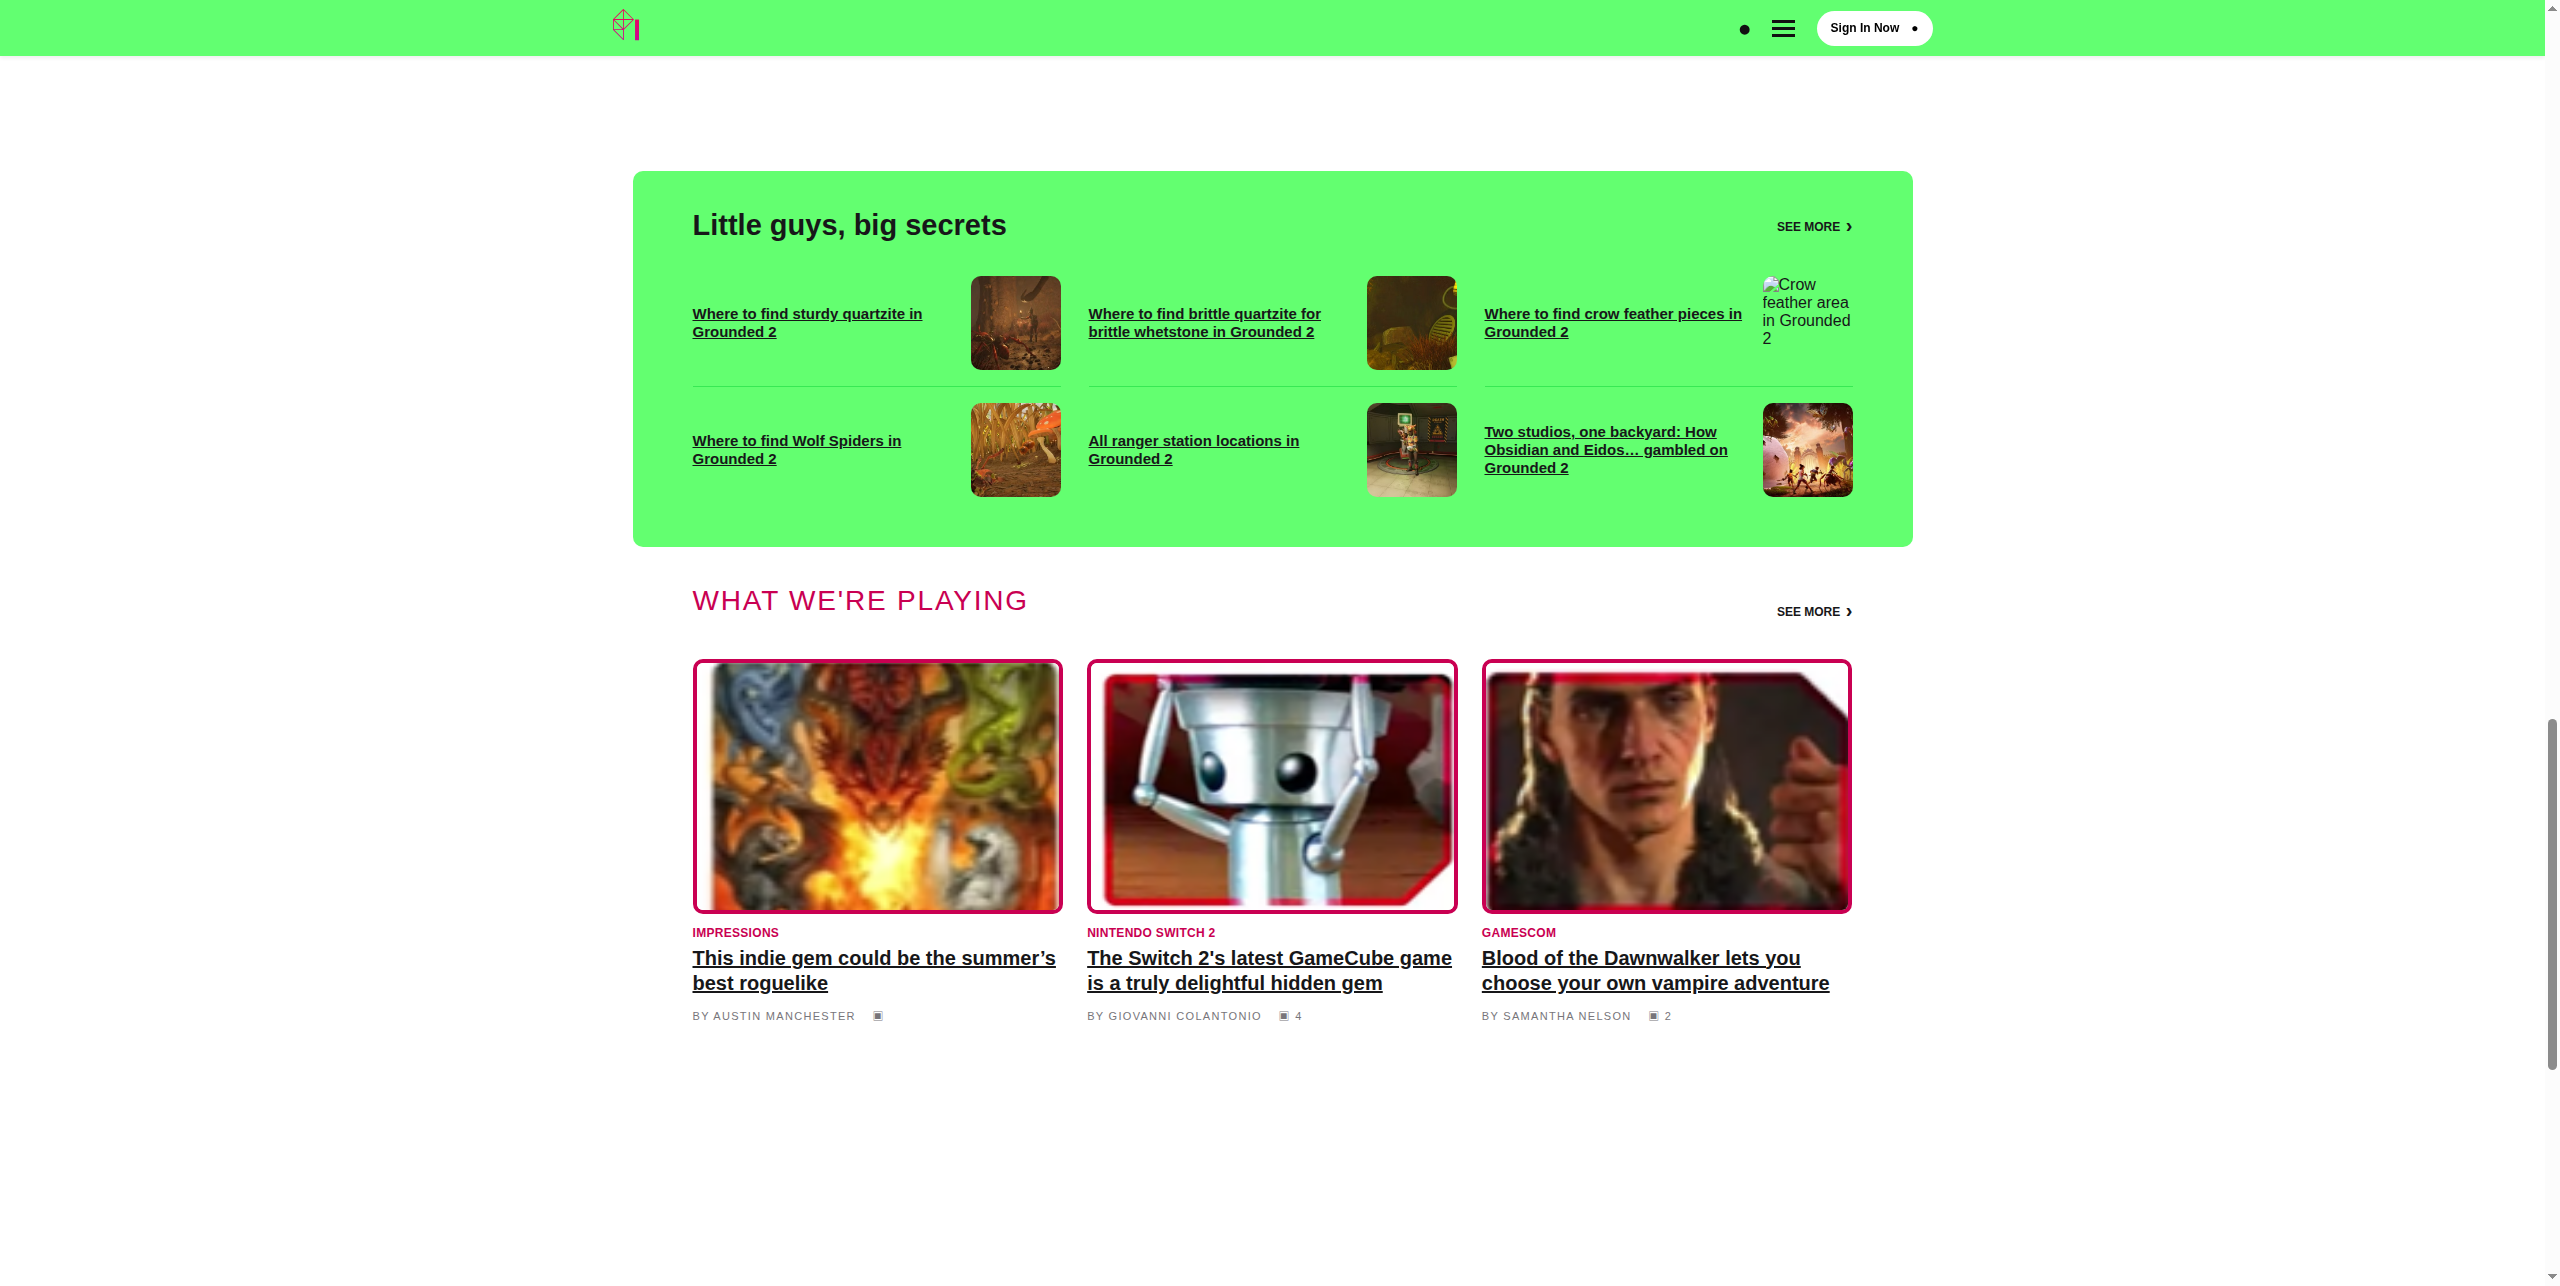 Sign In Now
Little guys, big secrets
SEE MORE ›
Where to find sturdy quartzite in
Grounded 2
Where to find brittle quartzite for
brittle whetstone in Grounded 2
Where to find crow feather pieces in
Grounded 2
Crow
feather area
in Grounded
2
Where to find Wolf Spiders in
Grounded 2
All ranger station locations in
Grounded 2
Two studios, one backyard: How
Obsidian and Eidos… gambled on
Grounded 2
WHAT WE'RE PLAYING
SEE MORE ›
IMPRESSIONS
This indie gem could be the summer’s
best roguelike
BY AUSTIN MANCHESTER
NINTENDO SWITCH 2
The Switch 2's latest GameCube game
is a truly delightful hidden gem
BY GIOVANNI COLANTONIO 4
GAMESCOM
Blood of the Dawnwalker lets you
choose your own vampire adventure
BY SAMANTHA NELSON 2